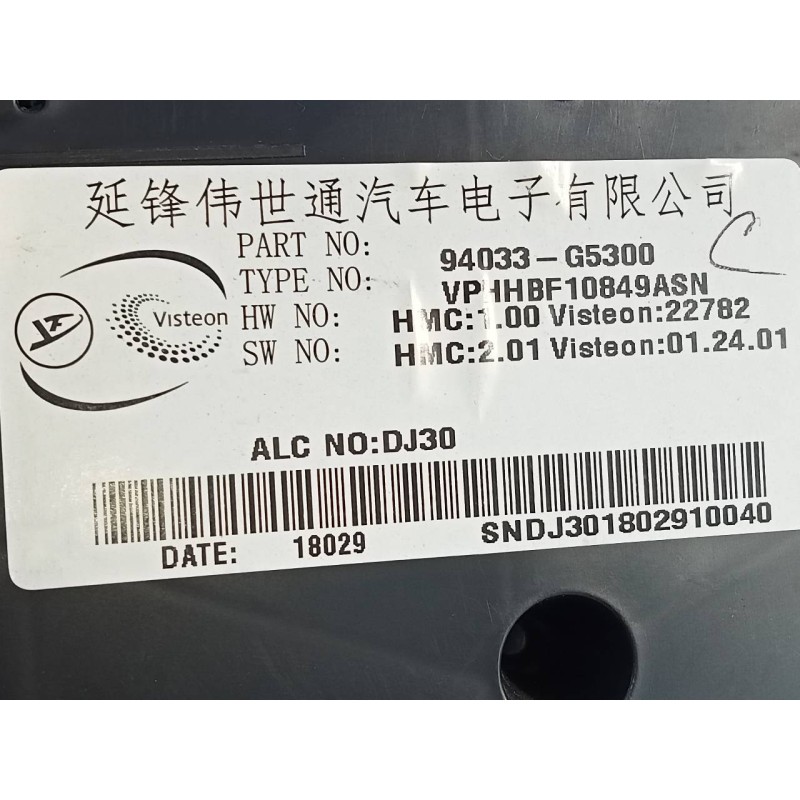 延锋伟世通汽车电子有限公司
PART NO: 94033-G5300
C
TYPE NO: VPHHBF10849ASN
YF
Visteon
HW NO: HMC:1.00 Visteon:22782
SW NO: HMC:2.01 Visteon:01.24.01
ALC NO:DJ30
DATE: 18029
SNDJ301802910040